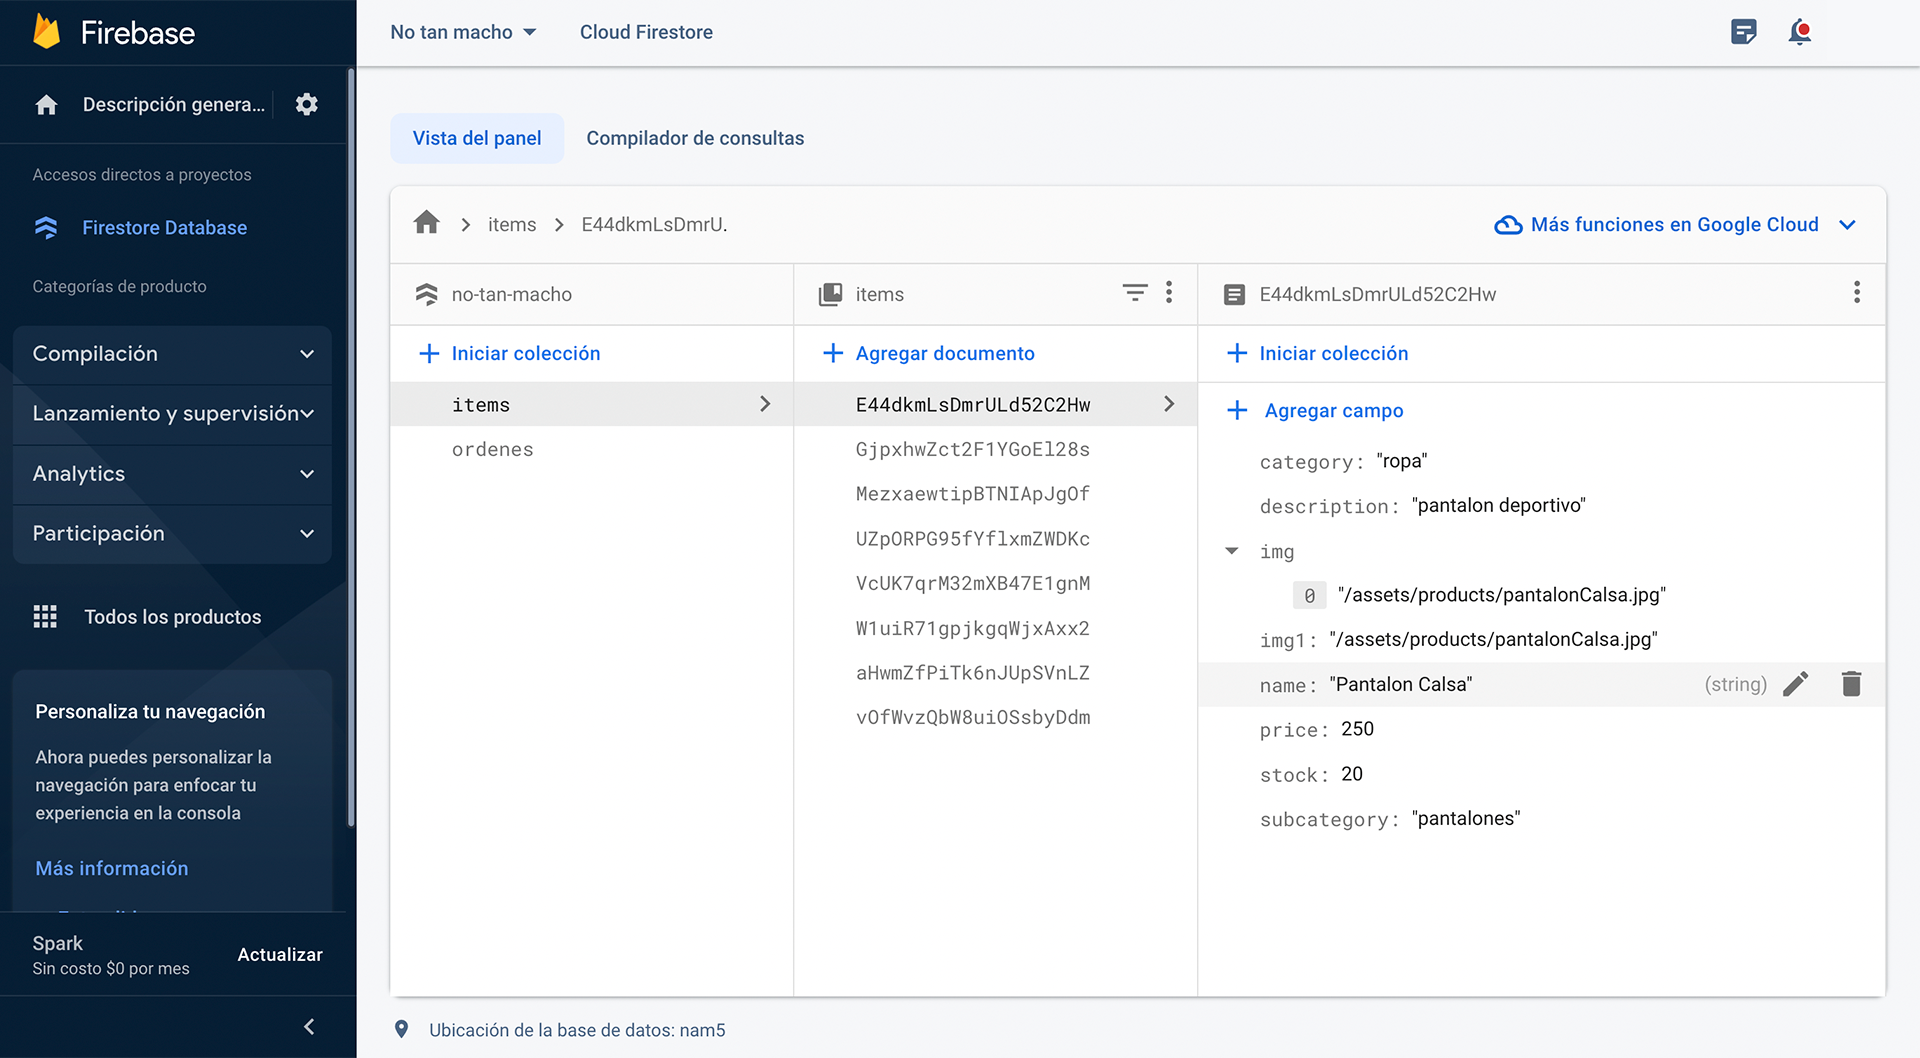 Firebase
Descripción genera...
Accesos directos a proyectos
Firestore Database
Categorías de producto
Compilación
Lanzamiento y supervisión
Analytics
Participación
Todos los productos
Personaliza tu navegación
Ahora puedes personalizar la
navegación para enfocar tu
experiencia en la consola
Más información
Spark
Sin costo $0 por mes
Actualizar
No tan macho
Cloud Firestore
Vista del panel
Compilador de consultas
items
E44dkmLsDmrU.
Más funciones en Google Cloud
no-tan-macho
Iniciar colección
items
ordenes
items
Agregar documento
E44dkmLsDmrULd52C2Hw
GjpxhwZct2F1YGoEl28s
MezxaewtipBTNIApJgOf
UZpORPG95fYflxmZWDKc
VcUK7qrM32mXB47E1gnM
W1uiR71gpjkgqWjxAxx2
aHwmZfPiTk6nJUpSVnLZ
vOfWvzQbW8uiOSsbyDdm
E44dkmLsDmrULd52C2Hw
Iniciar colección
Agregar campo
category: "ropa"
description: "pantalon deportivo"
img
0 "/assets/products/pantalonCalsa.jpg"
img1: "/assets/products/pantalonCalsa.jpg"
name: "Pantalon Calsa" (string)
price: 250
stock: 20
subcategory: "pantalones"
Ubicación de la base de datos: nam5